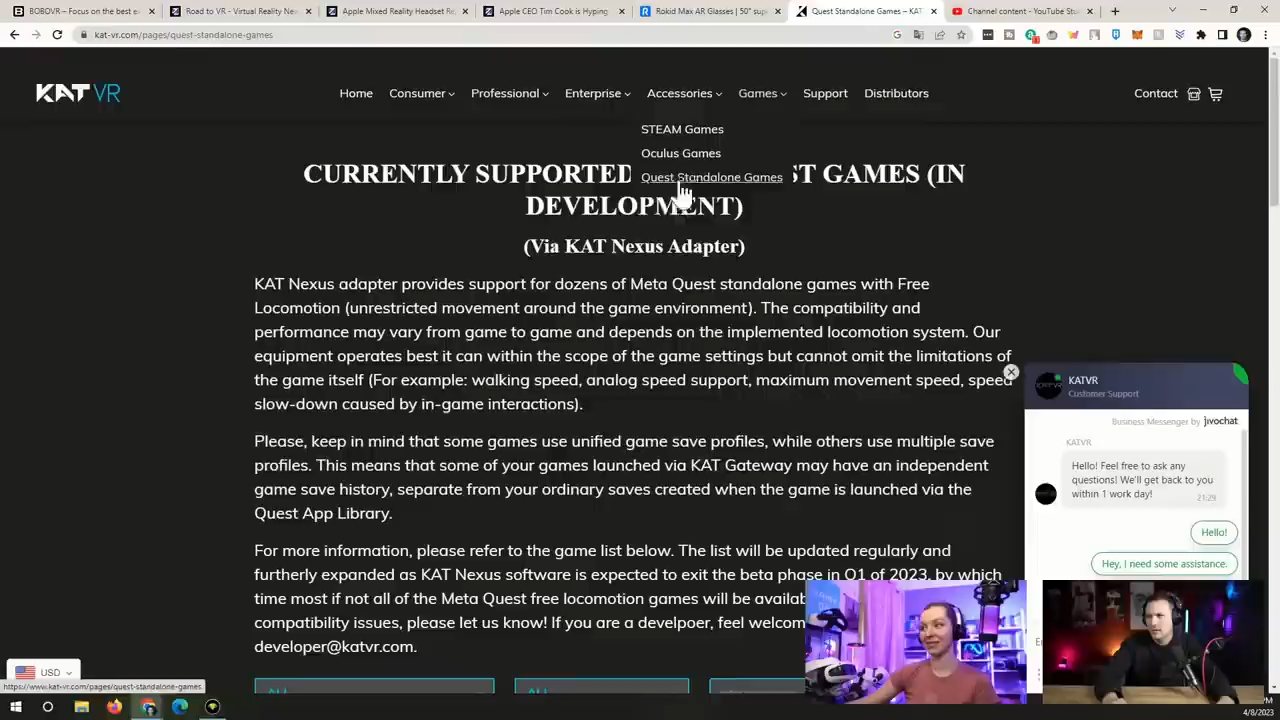 BOBOVR – Focus on the best en
Road to VR - Virtual Reality New
Apple Mixed Reality Headset Re
Apple CEO Tim Cook is Hyping
Rokid Max AR Glasses | 50° sup
Quest Standalone Games – KAT
Channel content - YouTube Stu
kat-vr.com/pages/quest-standalone-games
KAT VR
Home Consumer Professional Enterprise Accessories Games Support Distributors Contact
STEAM Games
Oculus Games
Quest Standalone Games
CURRENTLY SUPPORTED ST GAMES (IN
DEVELOPMENT)
(Via KAT Nexus Adapter)
KAT Nexus adapter provides support for dozens of Meta Quest standalone games with Free
Locomotion (unrestricted movement around the game environment). The compatibility and
performance may vary from game to game and depends on the implemented locomotion system. Our
equipment operates best it can within the scope of the game settings but cannot omit the limitations of
the game itself (For example: walking speed, analog speed support, maximum movement speed, speed
slow-down caused by in-game interactions).
Please, keep in mind that some games use unified game save profiles, while others use multiple save
profiles. This means that some of your games launched via KAT Gateway may have an independent
game save history, separate from your ordinary saves created when the game is launched via the
Quest App Library.
For more information, please refer to the game list below. The list will be updated regularly and
furtherly expanded as KAT Nexus software is expected to exit the beta phase in Q1 of 2023, by which
time most if not all of the Meta Quest free locomotion games will be availab
compatibility issues, please let us know! If you are a develpoer, feel welcom
developer@katvr.com.
KATVR
Customer Support
Business Messenger by jivochat
KATVR
Hello! Feel free to ask any
questions! We'll get back to you
within 1 work day!
21:29
Hello!
Hey, I need some assistance.
USD
https://www.kat-vr.com/pages/quest-standalone-games
4/8/2023